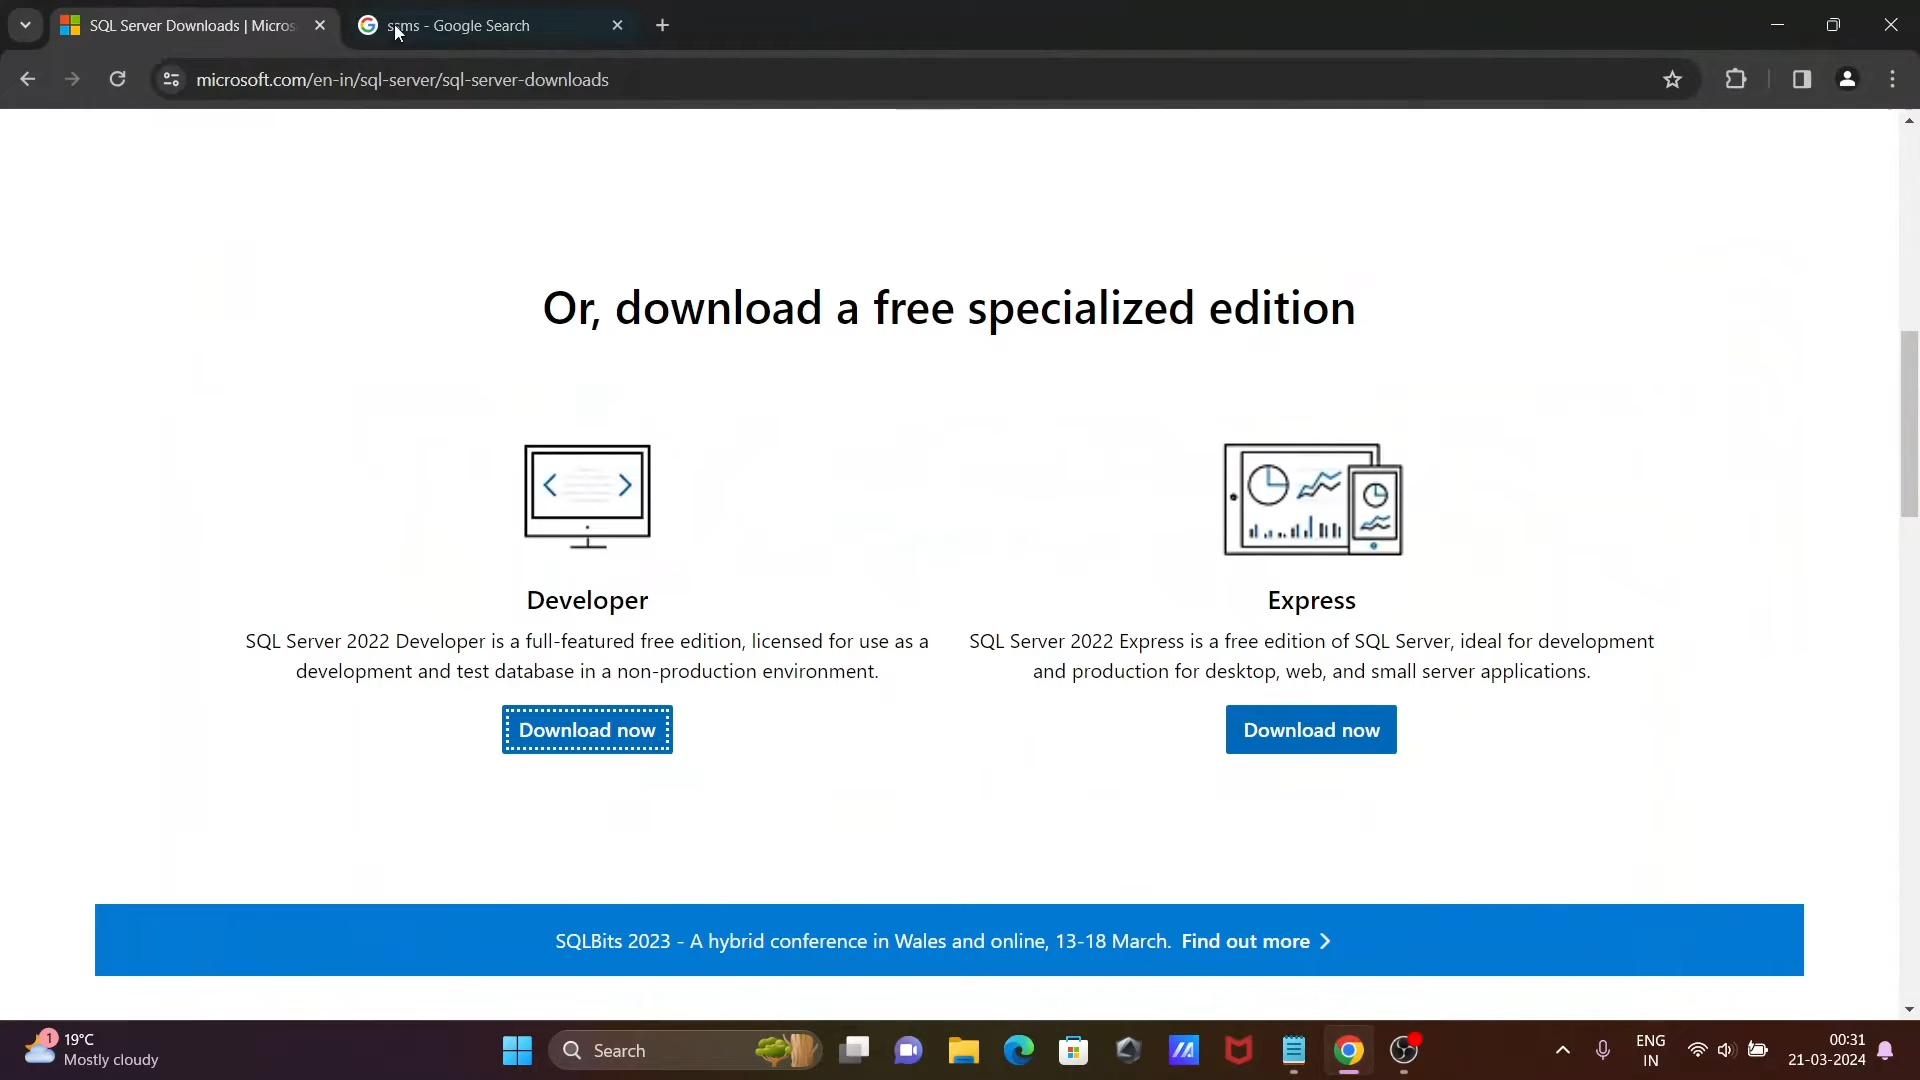 SQL Server Downloads | Micros
ssms - Google Search
microsoft.com/en-in/sql-server/sql-server-downloads
Or, download a free specialized edition
Developer
SQL Server 2022 Developer is a full-featured free edition, licensed for use as a
development and test database in a non-production environment.
Download now
Express
SQL Server 2022 Express is a free edition of SQL Server, ideal for development
and production for desktop, web, and small server applications.
Download now
SQLBits 2023 - A hybrid conference in Wales and online, 13-18 March. Find out more
1
19°C
Mostly cloudy
Search
ENG
IN
00:31
21-03-2024